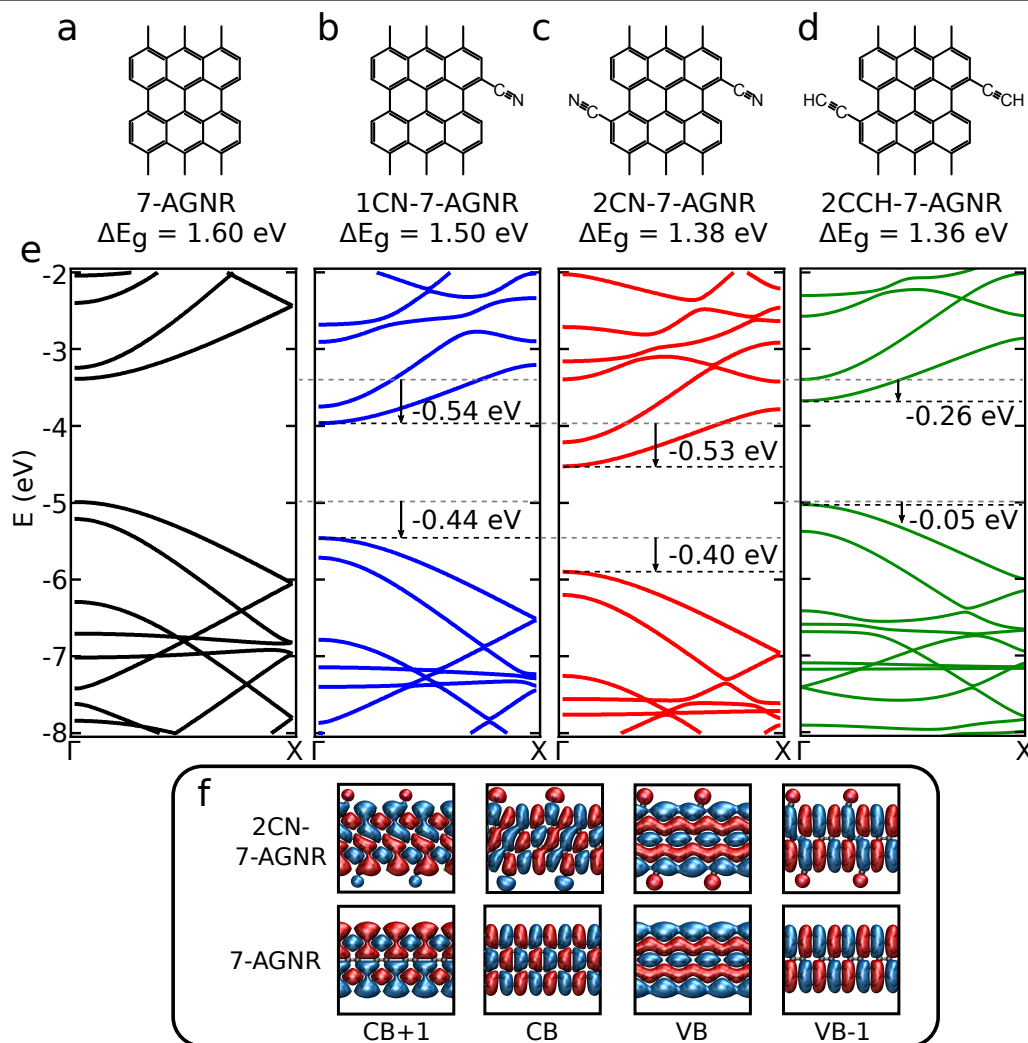 a
b
c
d
C≡N
N≡C
C≡N
HC≡C
C≡CH
7-AGNR
ΔEg = 1.60 eV
1CN-7-AGNR
ΔEg = 1.50 eV
2CN-7-AGNR
ΔEg = 1.38 eV
2CCH-7-AGNR
ΔEg = 1.36 eV
e
E (eV)
-2
-3
-4
-5
-6
-7
-8
-0.54 eV
-0.44 eV
-0.53 eV
-0.40 eV
-0.26 eV
-0.05 eV
Γ
X
Γ
X
Γ
X
Γ
X
f
2CN-
7-AGNR
7-AGNR
CB+1
CB
VB
VB-1